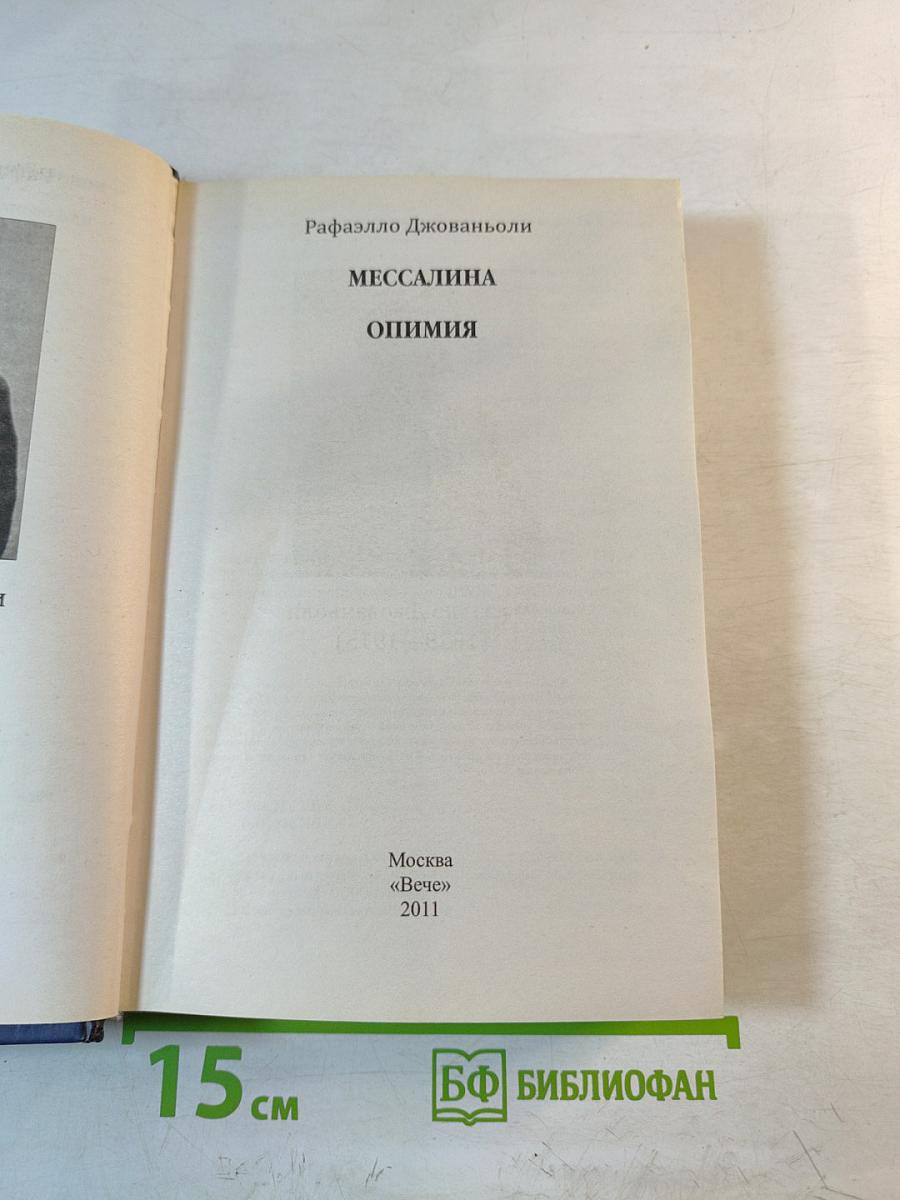 Рафаэлло Джованьоли
МЕССАЛИНА
ОПИМИЯ
и
Москва
«Вече»
2011
15 см
БФ БИБЛИОФАН